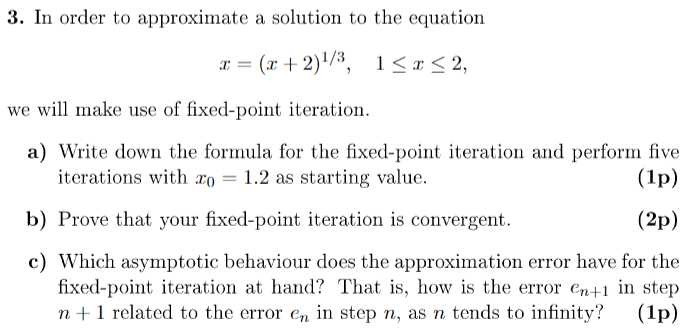 3. In order to approximate a solution to the equation
x = (x + 2)^{1/3}, 1 ≤ x ≤ 2,
we will make use of fixed-point iteration.
a) Write down the formula for the fixed-point iteration and perform five
iterations with x_0 = 1.2 as starting value. (1p)
b) Prove that your fixed-point iteration is convergent. (2p)
c) Which asymptotic behaviour does the approximation error have for the
fixed-point iteration at hand? That is, how is the error e_{n+1} in step
n + 1 related to the error e_n in step n, as n tends to infinity? (1p)